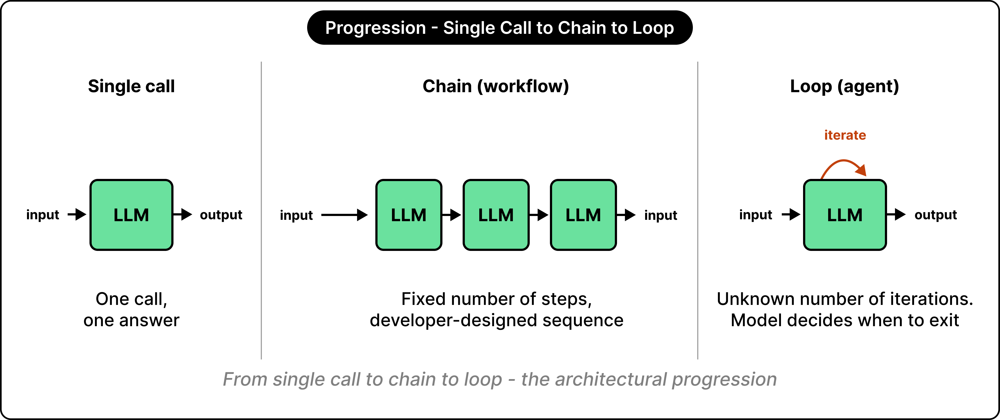 Progression - Single Call to Chain to Loop
Single call
input
LLM
output
One call,
one answer
Chain (workflow)
input
LLM
LLM
LLM
input
Fixed number of steps,
developer-designed sequence
Loop (agent)
iterate
input
LLM
output
Unknown number of iterations.
Model decides when to exit
From single call to chain to loop - the architectural progression